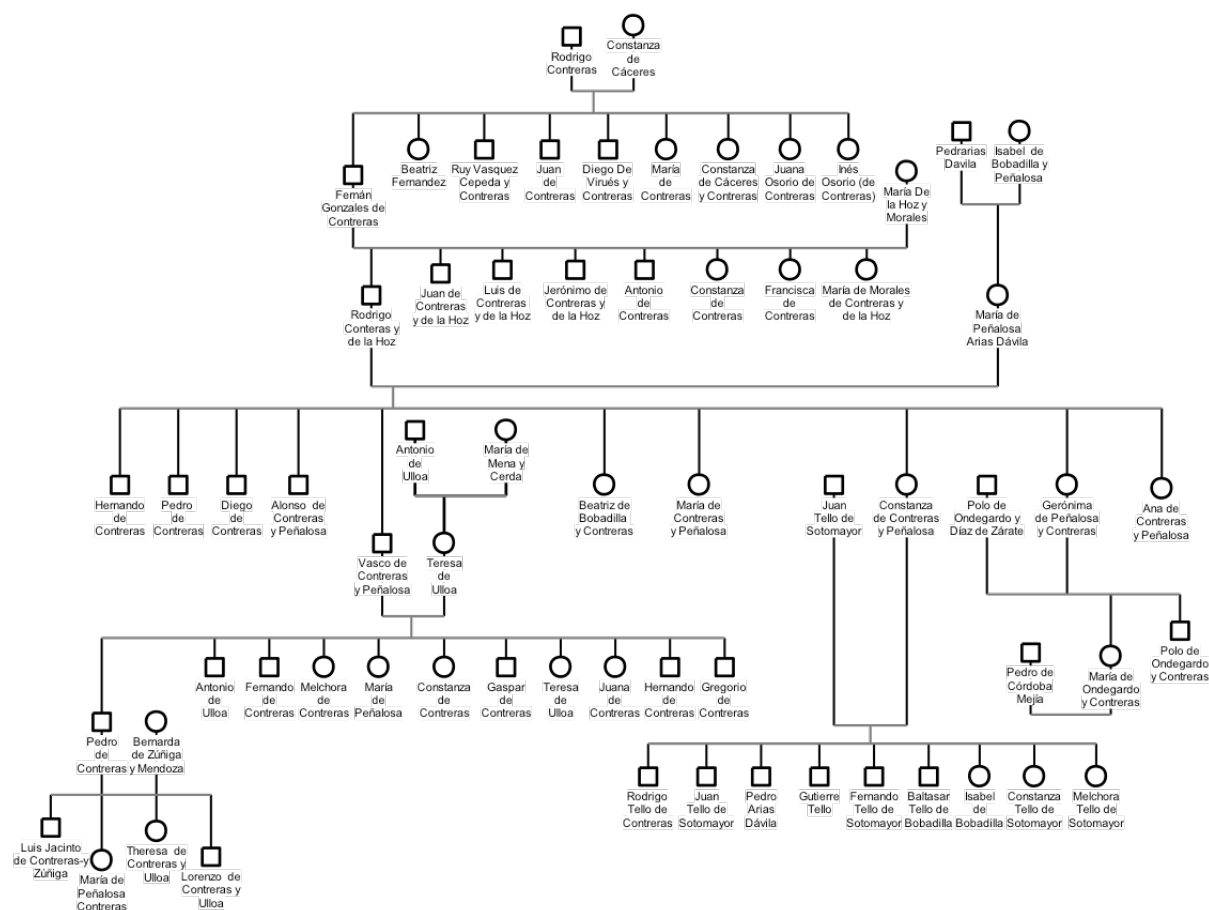 Rodrigo
Contreras
Constanza
de
Cáceres
Fernán
Gonzales de
Contreras
Beatriz
Fernandez
Ruy Vasquez
Cepeda y
Contreras
Juan
de
Contreras
Diego De
Virués y
Contreras
María
de
Contreras
Constanza
de Cáceres
y Contreras
Juana
Osorio de
Contreras
Inés
Osorio (de
Contreras)
María De
la Hoz y
Morales
Pedrarias
Davila
Isabel de
Bobadilla y
Peñalosa
Rodrigo
Conteras y
de la Hoz
Juan de
Contreras
y de la Hoz
Luis de
Contreras
y de la Hoz
Jerónimo de
Contreras y
de la Hoz
Antonio
de
Contreras
Constanza
de
Contreras
Francisca
de
Contreras
María de Morales
de Contreras y
de la Hoz
María de
Peñalosa
Arias Dávila
Hernando
de
Contreras
Pedro
de
Contreras
Diego
de
Contreras
Alonso de
Contreras
y Peñalosa
Vasco de
Contreras
y Peñalosa
Antonio
de
Ulloa
María de
Mena y
Cerda
Teresa
de
Ulloa
Beatriz de
Bobadilla
y Contreras
María de
Contreras
y Peñalosa
Juan
Tello de
Sotomayor
Constanza
de Contreras
y Peñalosa
Polo de
Ondegardo y
Díaz de Zárate
Gerónima
de Peñalosa
y Contreras
Ana de
Contreras
y Peñalosa
Pedro
de
Contreras
Bernarda
de Zúñiga
y Mendoza
Antonio
de
Ulloa
Fernando
de
Contreras
Melchora
de
Contreras
María
de
Peñalosa
Constanza
de
Contreras
Gaspar
de
Contreras
Teresa
de
Ulloa
Juana
de
Contreras
Hernando
de
Contreras
Gregorio
de
Contreras
Pedro de
Córdoba
Mejía
María de
Ondegardo
y Contreras
Polo de
Ondegardo
y Contreras
Rodrigo
Tello de
Contreras
Juan
Tello de
Sotomayor
Pedro
Arias
Dávila
Gutierre
Tello
Fernando
Tello de
Sotomayor
Baltasar
Tello de
Bobadilla
Isabel
de
Bobadilla
Constanza
Tello de
Sotomayor
Melchora
Tello de
Sotomayor
Luis Jacinto
de Contreras-y
Zúñiga
María de
Peñalosa
Contreras
Theresa de
Contreras y
Ulloa
Lorenzo de
Contreras y
Ulloa